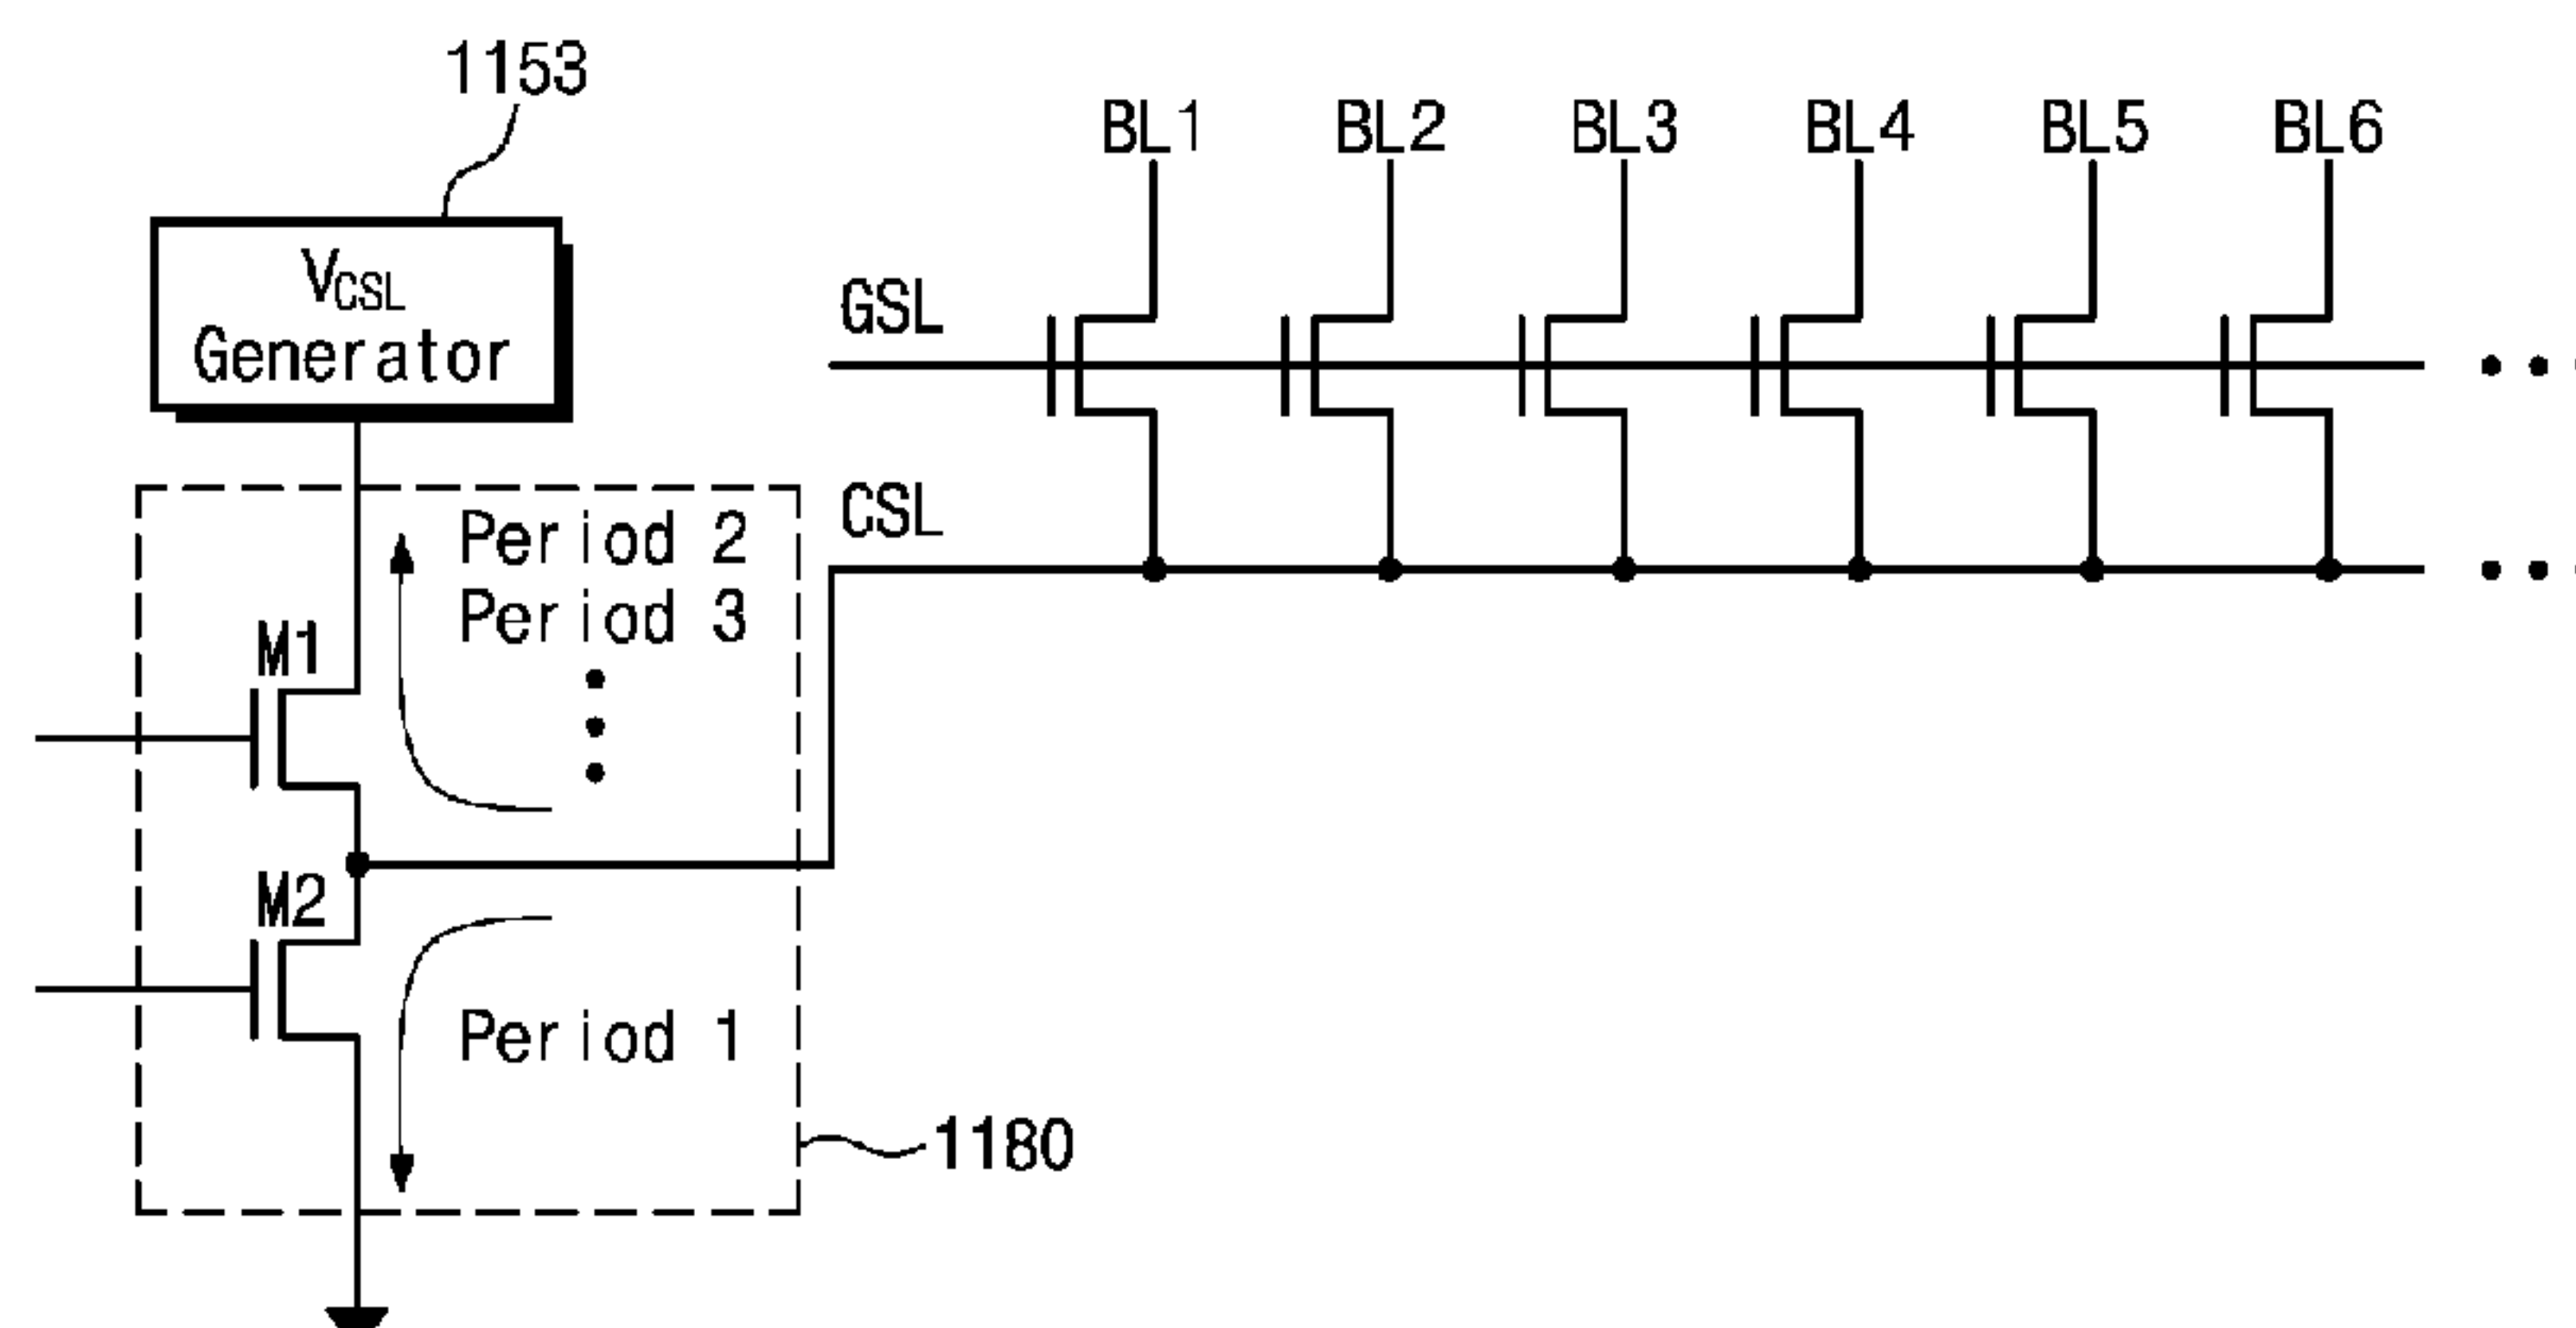 1153
BL1 BL2 BL3 BL4 BL5 BL6
VCSL
Generator
GSL
CSL
Period 2
Period 3
M1
M2
Period 1
1180